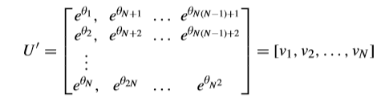 U′ = [ e^{θ_1}, e^{θ_{N+1}} … e^{θ_{N(N−1)+1}}
e^{θ_2}, e^{θ_{N+2}} … e^{θ_{N(N−1)+2}}
⋮
e^{θ_N}, e^{θ_{2N}} … e^{θ_{N^2}} ] = [v_1, v_2, . . . , v_N]